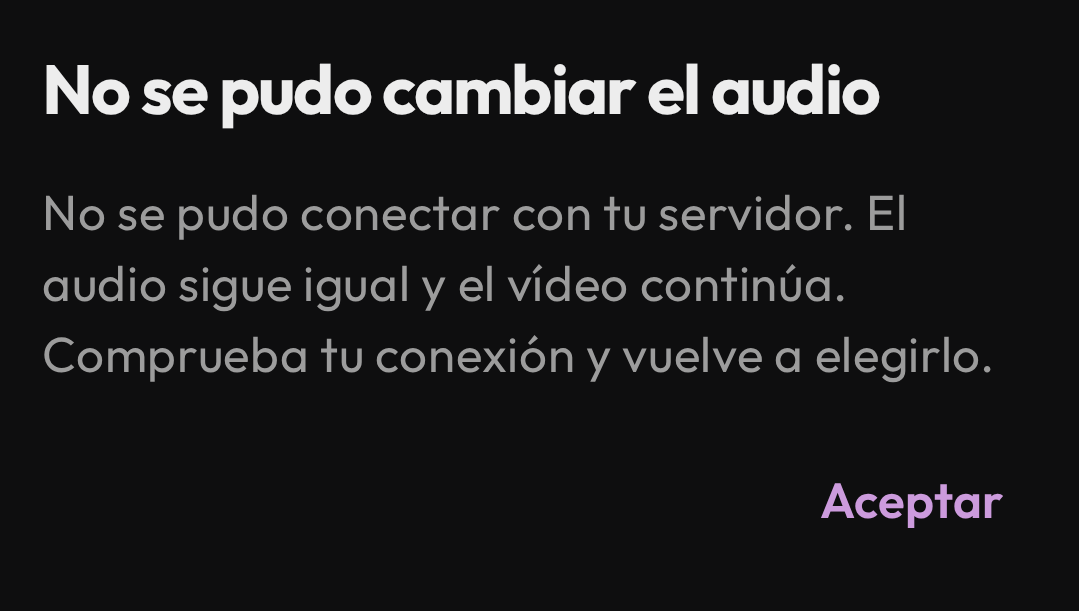 No se pudo cambiar el audio
No se pudo conectar con tu servidor. El
audio sigue igual y el vídeo continúa.
Comprueba tu conexión y vuelve a elegirlo.
Aceptar